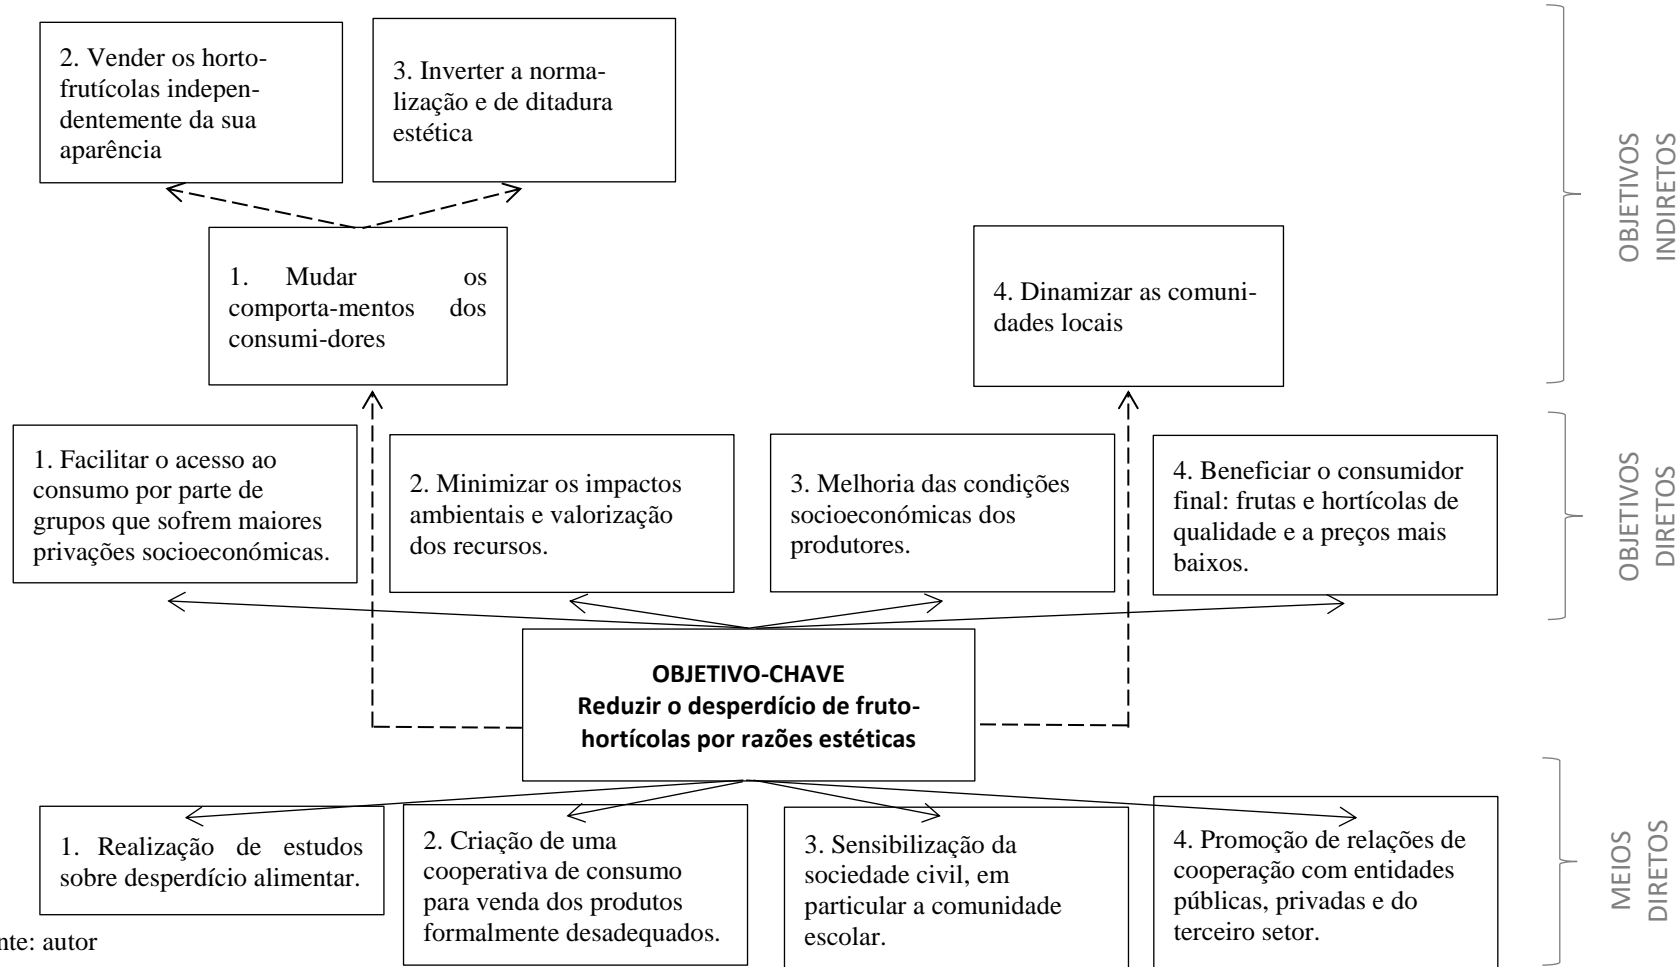 2. Vender os horto-
frutícolas indepen-
dentemente da sua
aparência
3. Inverter a norma-
lização e de ditadura
estética
OBJETIVOS
INDIRETOS
1. Mudar os
comporta-mentos dos
consumi-dores
4. Dinamizar as comuni-
dades locais
1. Facilitar o acesso ao
consumo por parte de
grupos que sofrem maiores
privações socioeconómicas.
2. Minimizar os impactos
ambientais e valorização
dos recursos.
3. Melhoria das condições
socioeconómicas dos
produtores.
4. Beneficiar o consumidor
final: frutas e hortícolas de
qualidade e a preços mais
baixos.
OBJETIVOS
DIRETOS
OBJETIVO-CHAVE
Reduzir o desperdício de fruto-
hortícolas por razões estéticas
1. Realização de estudos
sobre desperdício alimentar.
2. Criação de uma
cooperativa de consumo
para venda dos produtos
formalmente desadequados.
3. Sensibilização da
sociedade civil, em
particular a comunidade
escolar.
4. Promoção de relações de
cooperação com entidades
públicas, privadas e do
terceiro setor.
MEIOS
DIRETOS
nte: autor